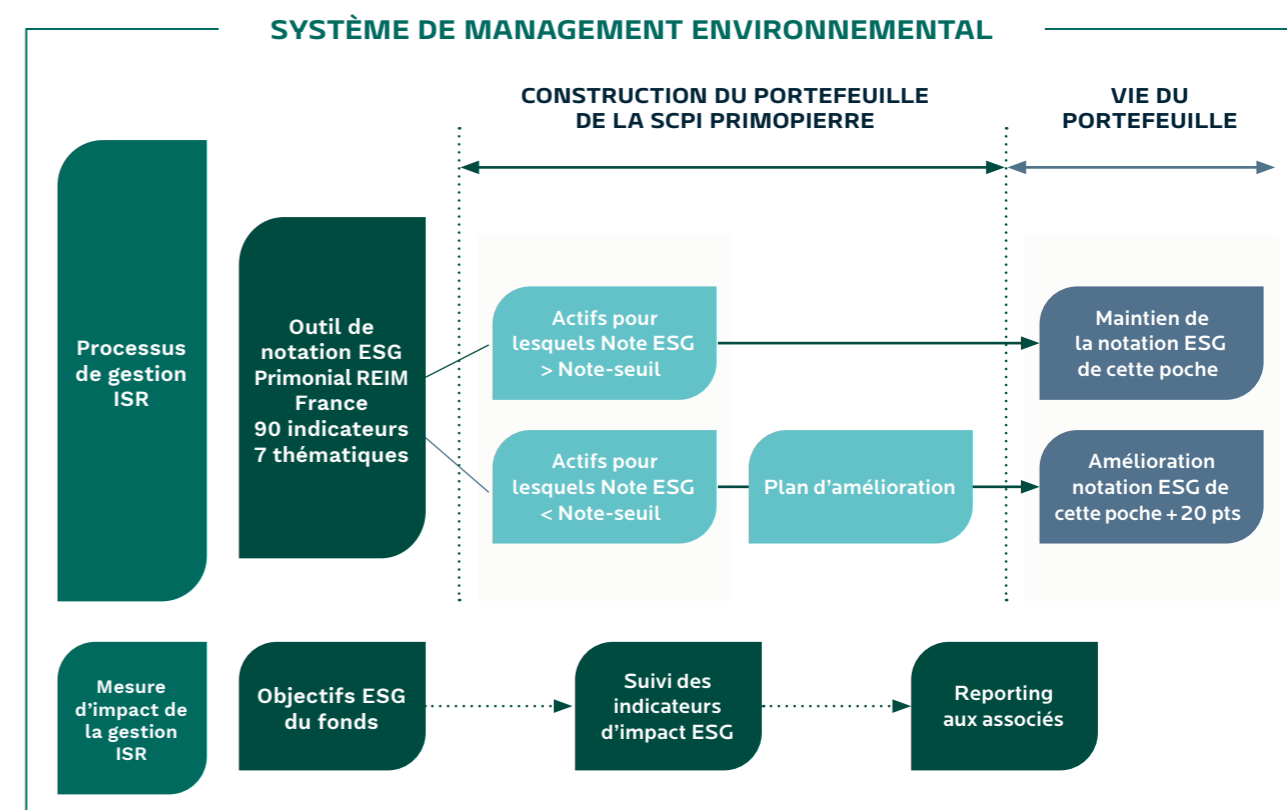 SYSTÈME DE MANAGEMENT ENVIRONNEMENTAL
CONSTRUCTION DU PORTEFEUILLE
DE LA SCPI PRIMOPIERRE
VIE DU
PORTEFEUILLE
Processus
de gestion
ISR
Outil de
notation ESG
Primonial REIM
France
90 indicateurs
7 thématiques
Actifs pour
lesquels Note ESG
> Note-seuil
Maintien de
la notation ESG
de cette poche
Actifs pour
lesquels Note ESG
< Note-seuil
Plan d'amélioration
Amélioration
notation ESG de
cette poche + 20 pts
Mesure
d'impact de
la gestion
ISR
Objectifs ESG
du fonds
Suivi des
indicateurs
d'impact ESG
Reporting
aux associés